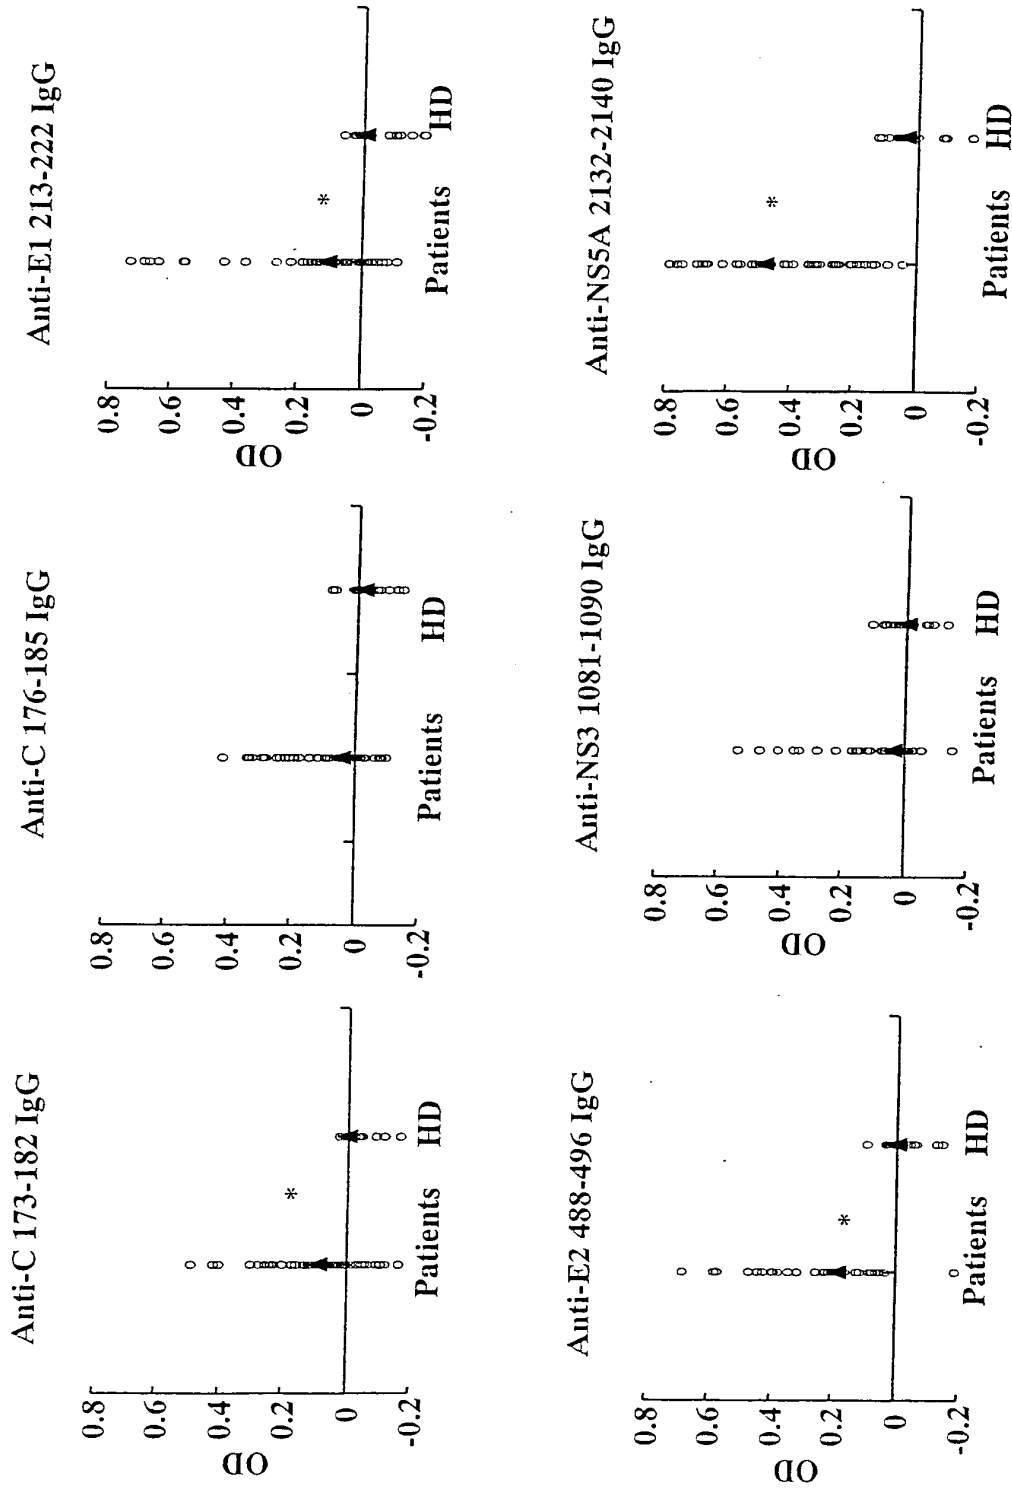 Anti-C 173-182 IgG
0.8
0.6
0.4
0.2
0
-0.2
OD
*
Patients
HD
Anti-C 176-185 IgG
0.8
0.6
0.4
0.2
0
-0.2
Patients
HD
Anti-E1 213-222 IgG
0.8
0.6
0.4
0.2
0
-0.2
OD
*
Patients
HD
Anti-E2 488-496 IgG
0.8
0.6
0.4
0.2
0
-0.2
OD
*
Patients
HD
Anti-NS3 1081-1090 IgG
0.8
0.6
0.4
0.2
0
-0.2
OD
Patients
HD
Anti-NS5A 2132-2140 IgG
0.8
0.6
0.4
0.2
0
-0.2
OD
*
Patients
HD